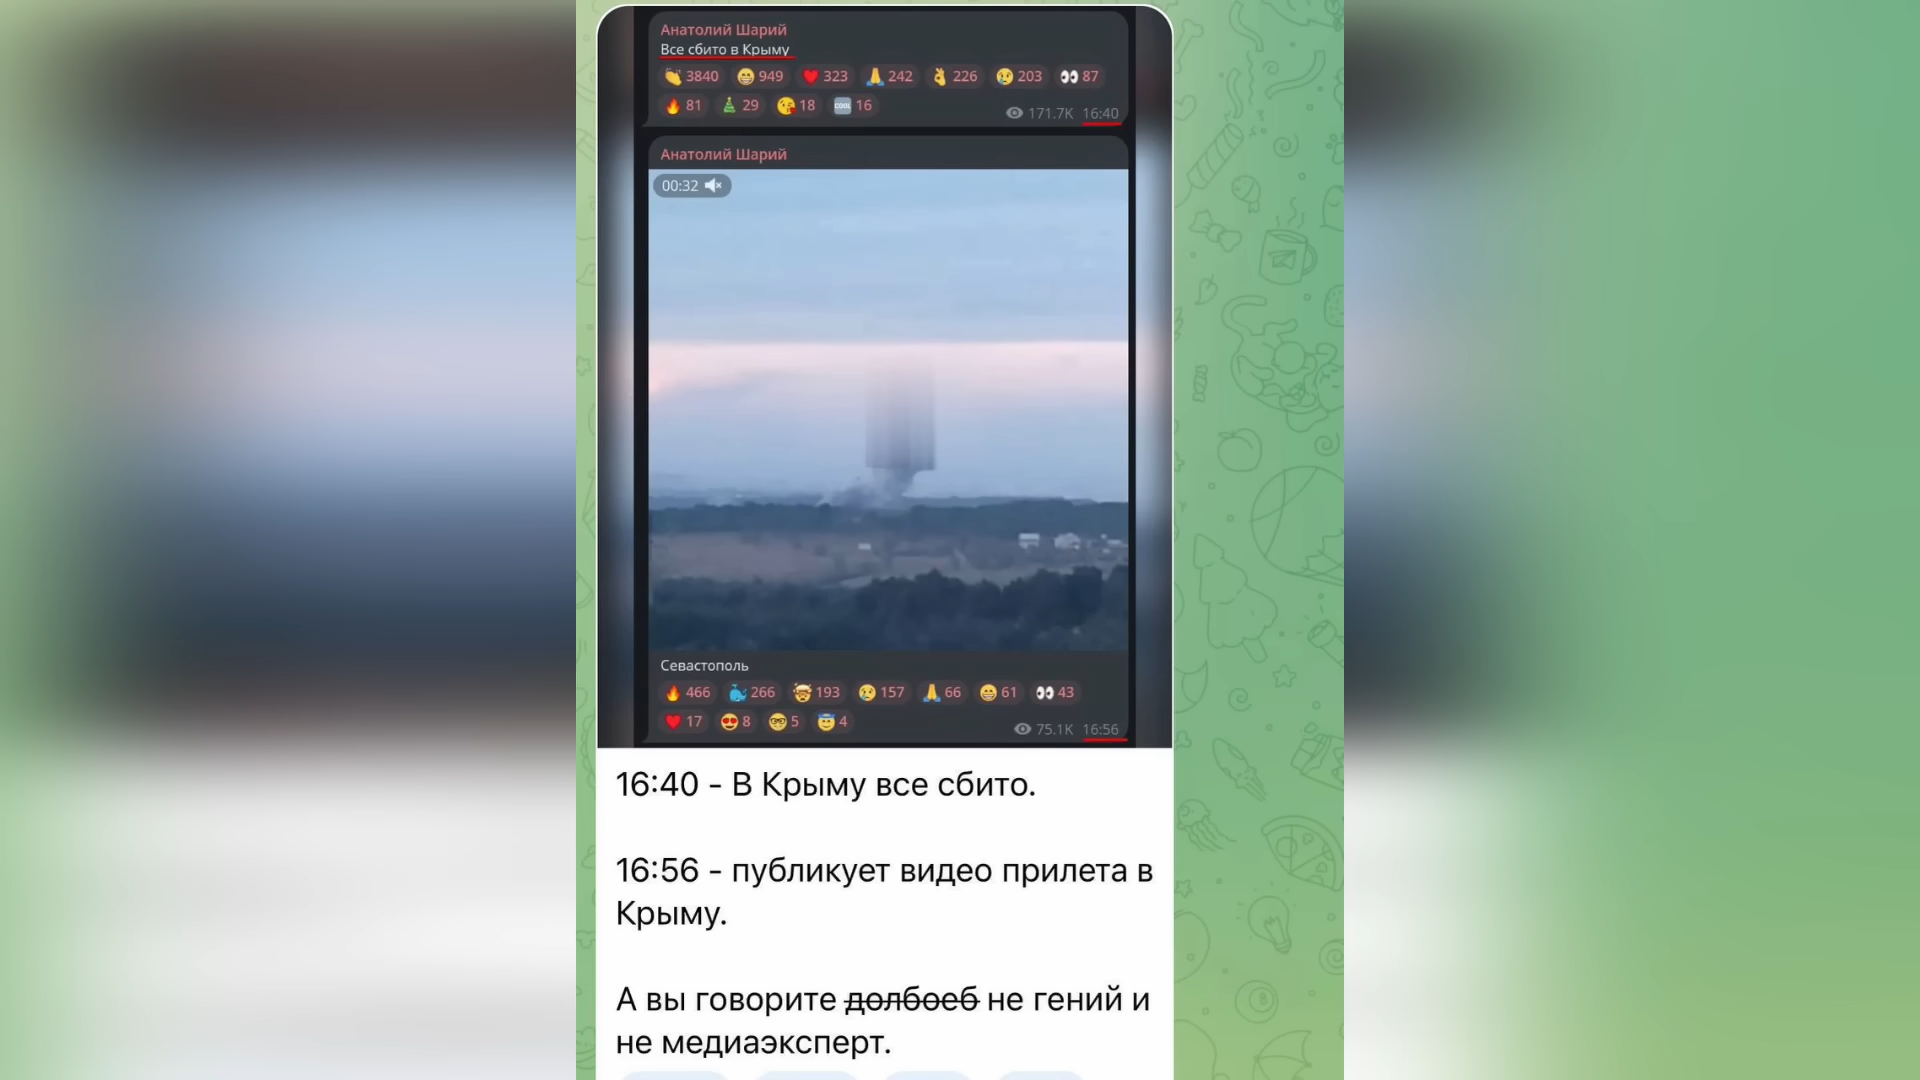 Анатолий Шарий
Все сбито в Крыму
3840 949 323 242 226 203 87
81 29 18 COOL 16
171.7K 16:40
Анатолий Шарий
00:32
Севастополь
466 266 193 157 66 61 43
17 8 5 4
75.1K 16:56
16:40 - В Крыму все сбито.
16:56 - публикует видео прилета в
Крыму.
А вы говорите долбоеб не гений и
не медиаэксперт.